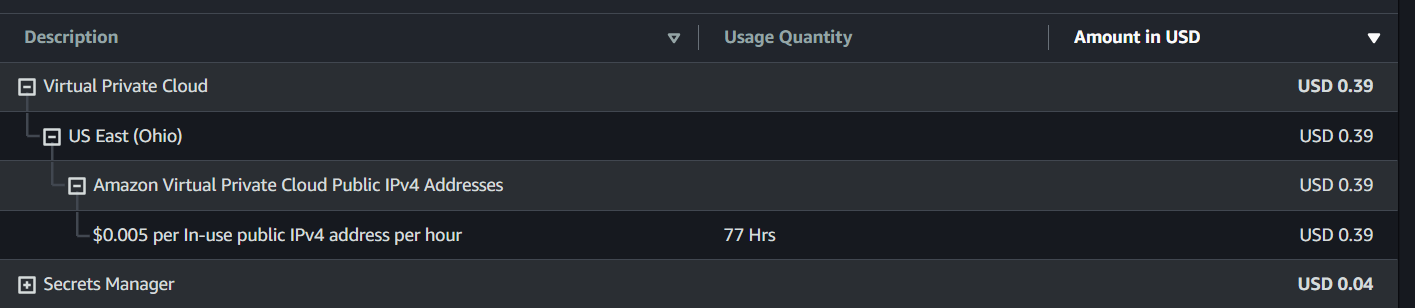 Description Usage Quantity Amount in USD
Virtual Private Cloud USD 0.39
US East (Ohio) USD 0.39
Amazon Virtual Private Cloud Public IPv4 Addresses USD 0.39
$0.005 per In-use public IPv4 address per hour 77 Hrs USD 0.39
Secrets Manager USD 0.04